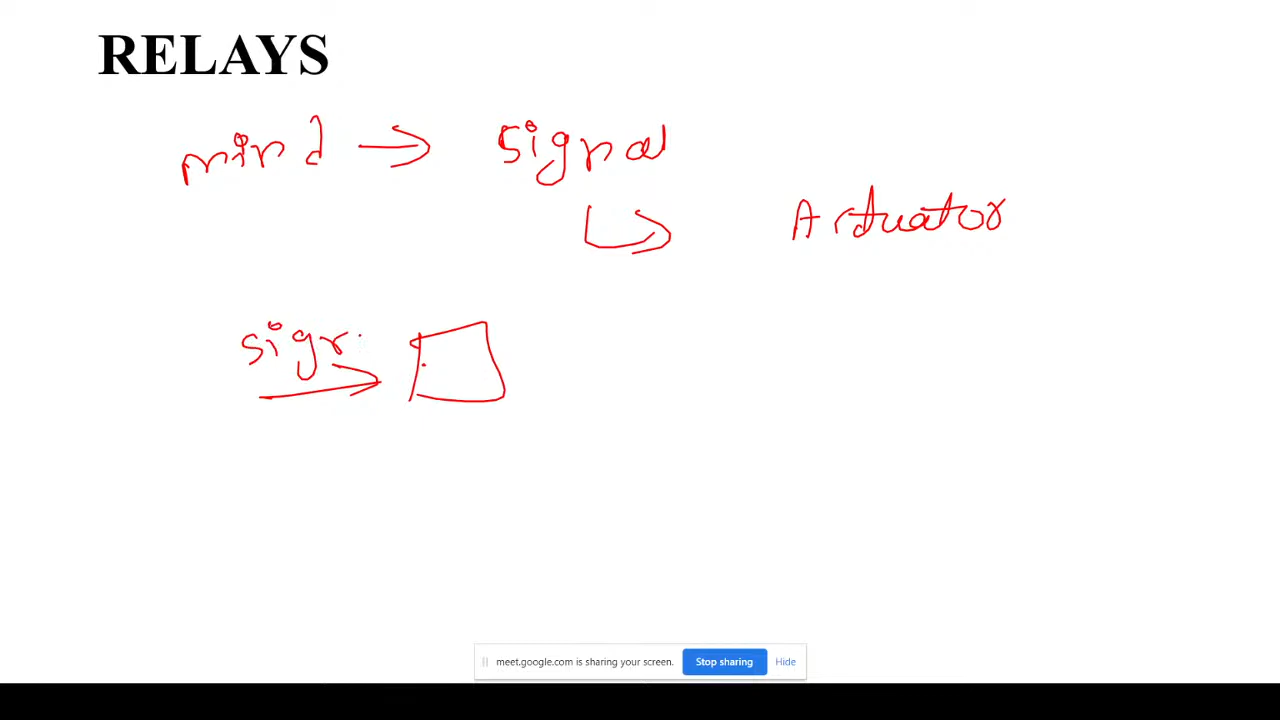 RELAYS
mind → signal
Actuator
sign
meet.google.com is sharing your screen. Stop sharing Hide